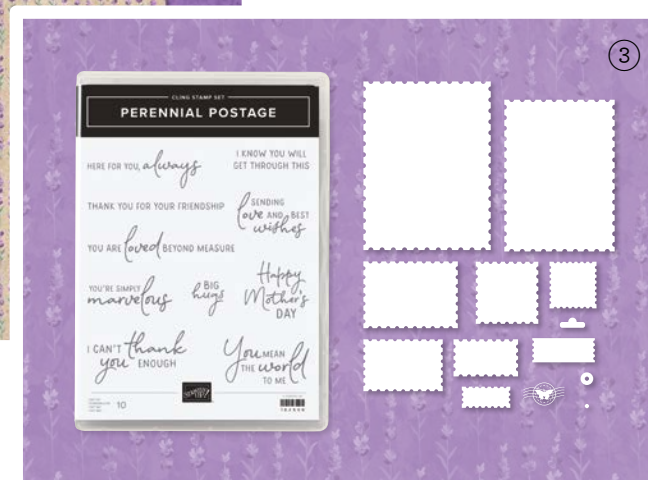 3
CLING STAMP SET
PERENNIAL POSTAGE
HERE FOR YOU, always
I KNOW YOU WILL
GET THROUGH THIS
THANK YOU FOR YOUR FRIENDSHIP
SENDING
love AND BEST
wishes
YOU ARE loved BEYOND MEASURE
YOU'RE SIMPLY
marvelous
BIG
hugs
Happy
Mother's
DAY
I CAN'T thank
you ENOUGH
You MEAN
THE world
TO ME
STAMPIN' UP!
10